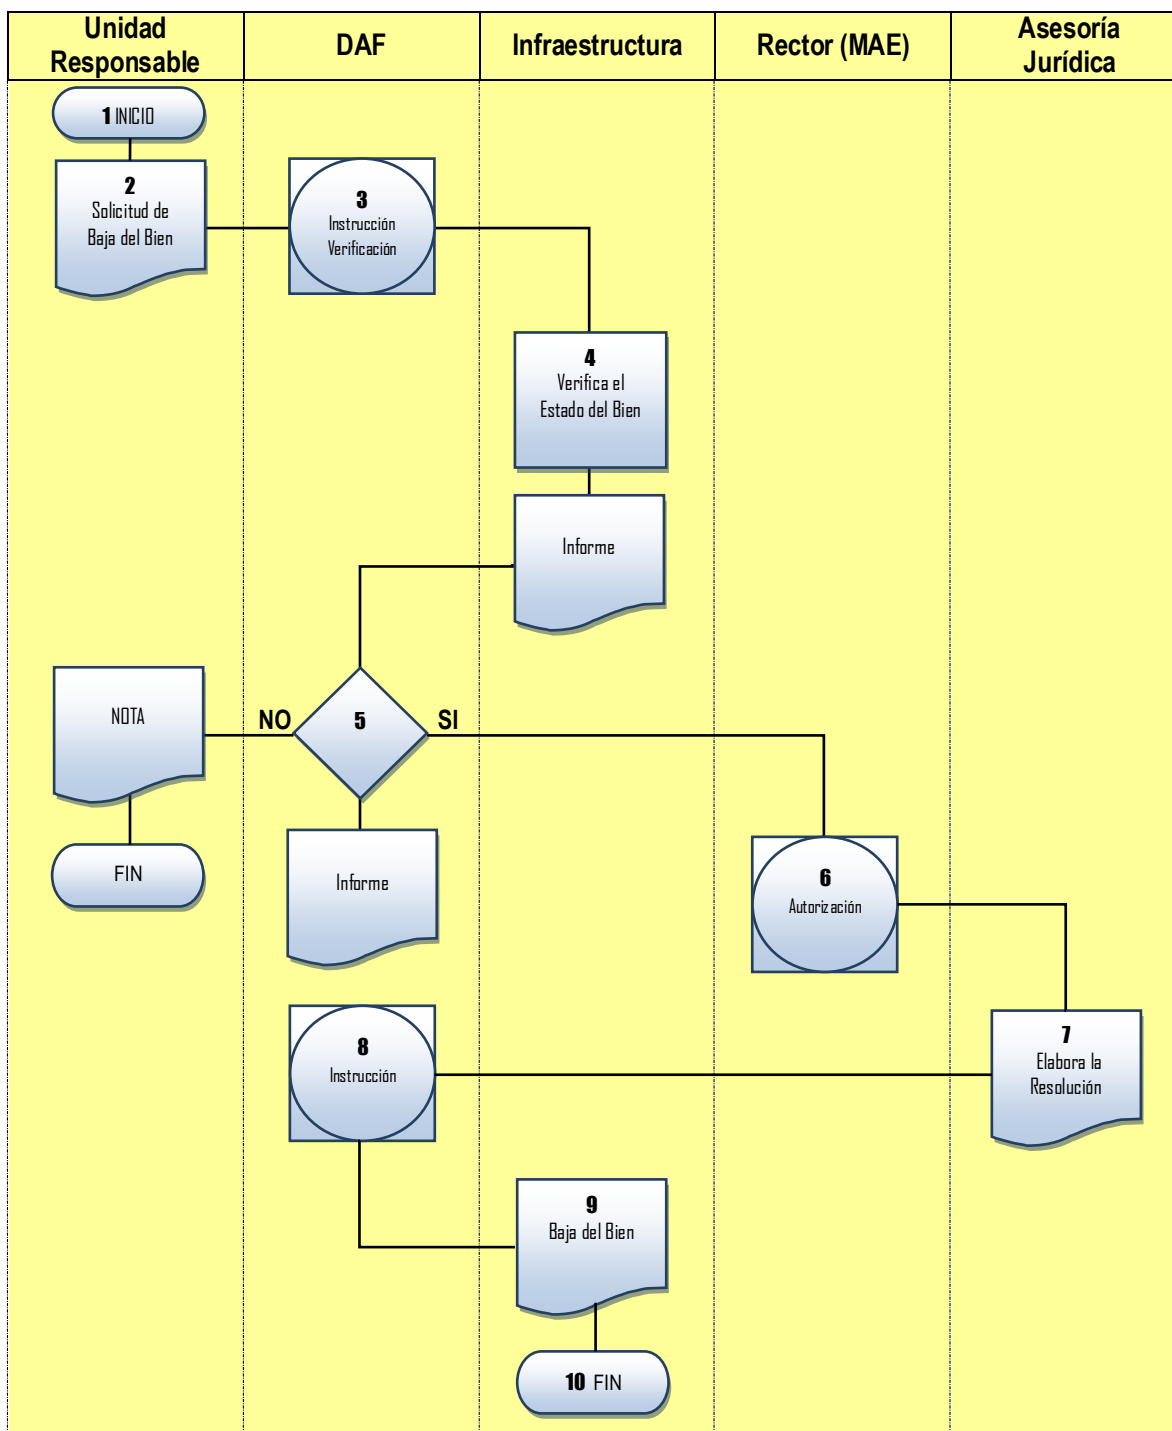 Unidad
Responsable
DAF
Infraestructura
Rector (MAE)
Asesoría
Jurídica
1 INICIO
2
Solicitud de
Baja del Bien
3
Instrucción
Verificación
4
Verifica el
Estado del Bien
Informe
NOTA
NO
5
SI
FIN
Informe
6
Autorización
7
Elabora la
Resolución
8
Instrucción
9
Baja del Bien
10 FIN